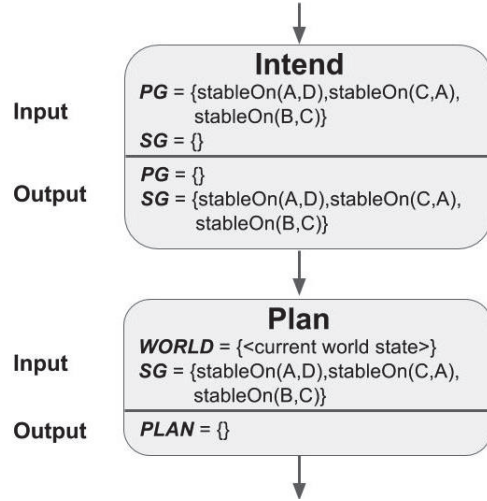 Intend
Input
PG = {stableOn(A,D),stableOn(C,A),
stableOn(B,C)}
SG = {}
Output
PG = {}
SG = {stableOn(A,D),stableOn(C,A),
stableOn(B,C)}
Plan
Input
WORLD = {<current world state>}
SG = {stableOn(A,D),stableOn(C,A),
stableOn(B,C)}
Output
PLAN = {}